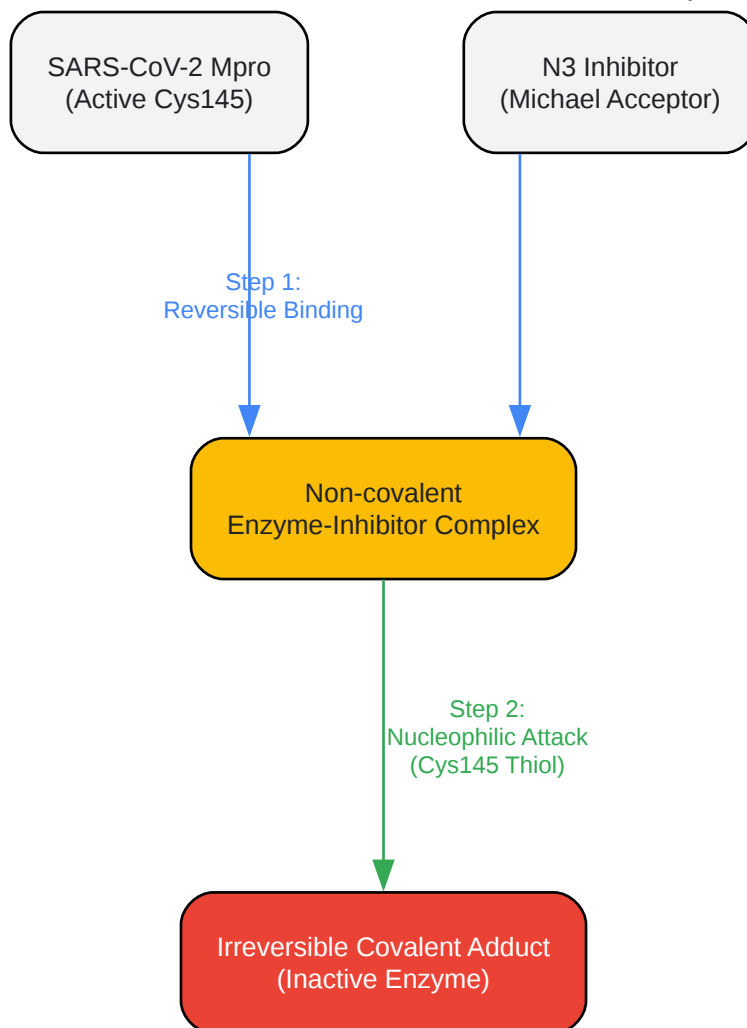 SARS-CoV-2 Mpro
(Active Cys145)
N3 Inhibitor
(Michael Acceptor)
Step 1:
Reversible Binding
Non-covalent
Enzyme-Inhibitor Complex
Step 2:
Nucleophilic Attack
(Cys145 Thiol)
Irreversible Covalent Adduct
(Inactive Enzyme)